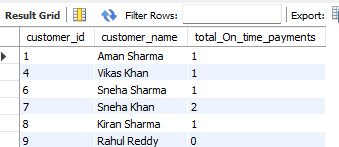 Result Grid Filter Rows: Export:
customer_id customer_name total_On_time_payments
1 Aman Sharma 1
4 Vikas Khan 1
6 Sneha Sharma 1
7 Sneha Khan 2
8 Kiran Sharma 1
9 Rahul Reddy 0